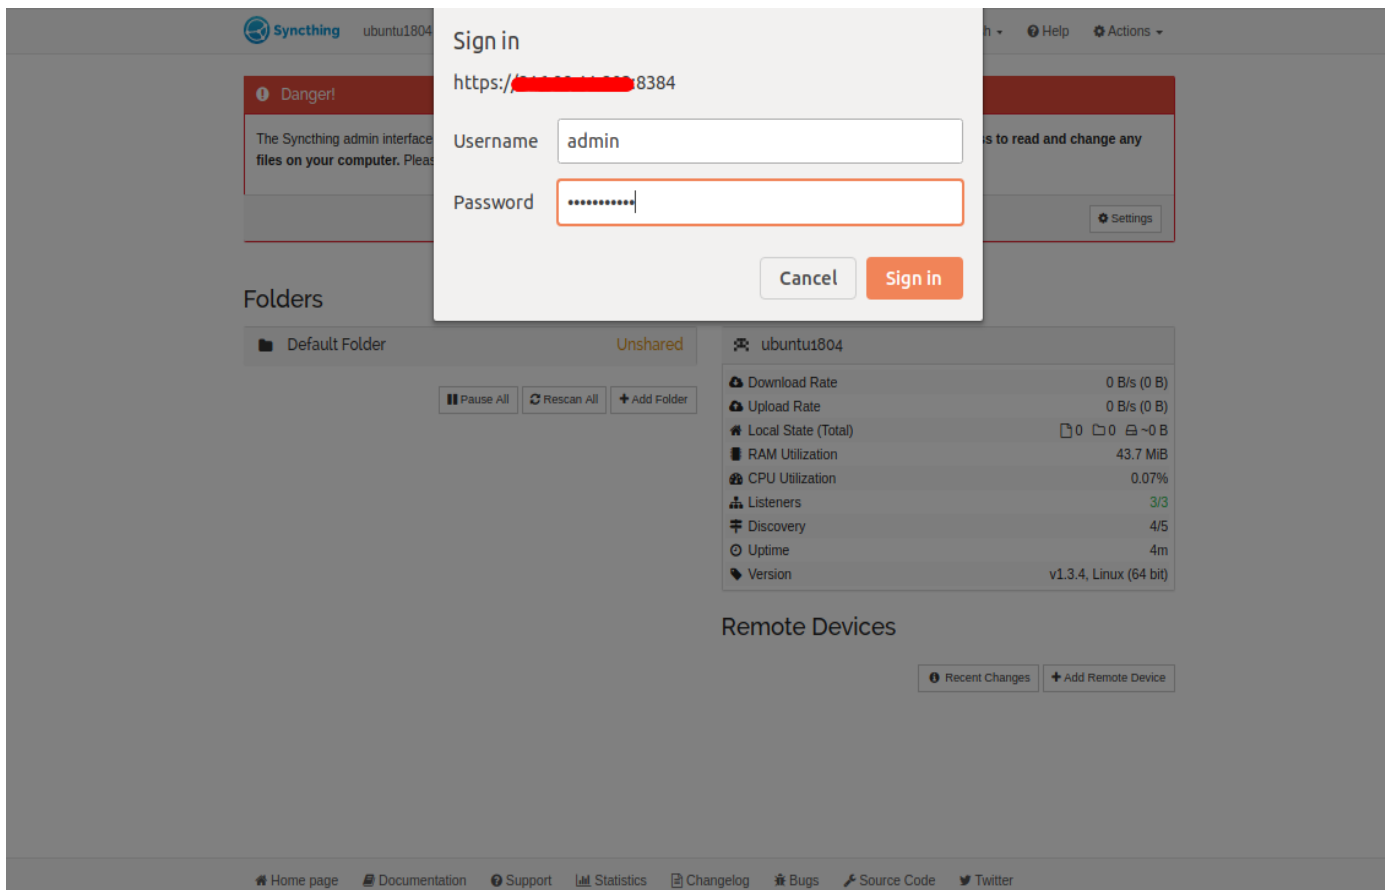 Syncthing ubuntu1804 Help Actions
Sign in
https:// :8384
Danger!
The Syncthing admin interface to read and change any
files on your computer.
Username admin
Password •••••••••••
Settings
Cancel Sign in
Folders
Default Folder Unshared
Pause All Rescan All + Add Folder
ubuntu1804
Download Rate 0 B/s (0 B)
Upload Rate 0 B/s (0 B)
Local State (Total) 0 0 ~0 B
RAM Utilization 43.7 MiB
CPU Utilization 0.07%
Listeners 3/3
Discovery 4/5
Uptime 4m
Version v1.3.4, Linux (64 bit)
Remote Devices
Recent Changes + Add Remote Device
Home page Documentation Support Statistics Changelog Bugs Source Code Twitter